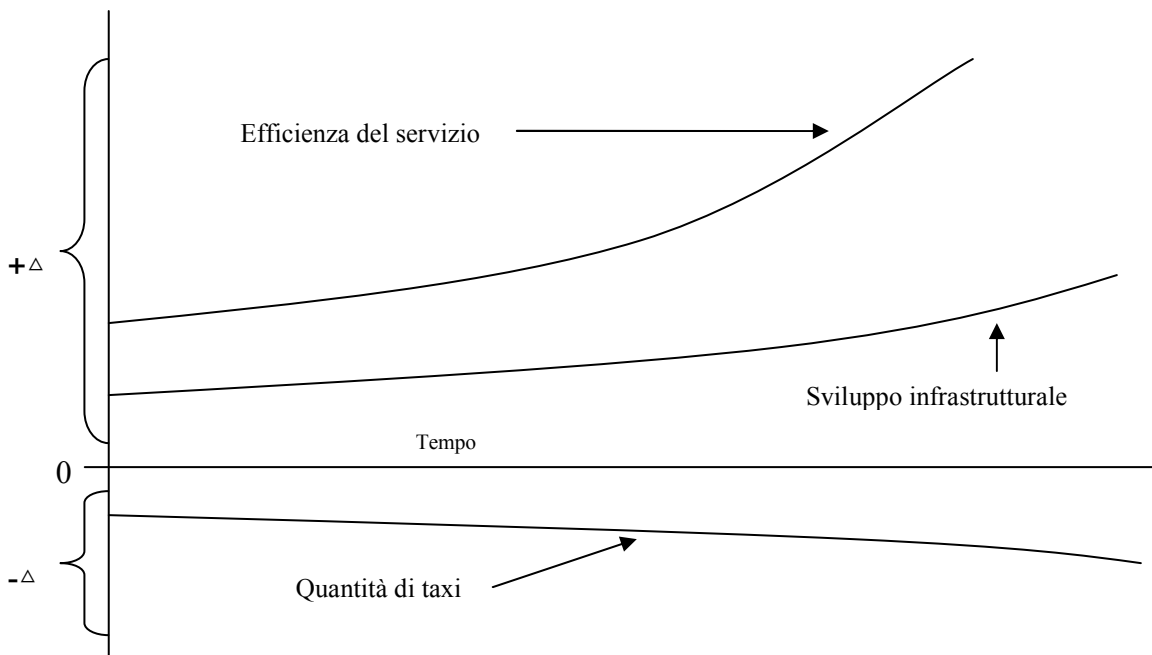 Efficienza del servizio
+△
Sviluppo infrastrutturale
Tempo
0
-△
Quantità di taxi